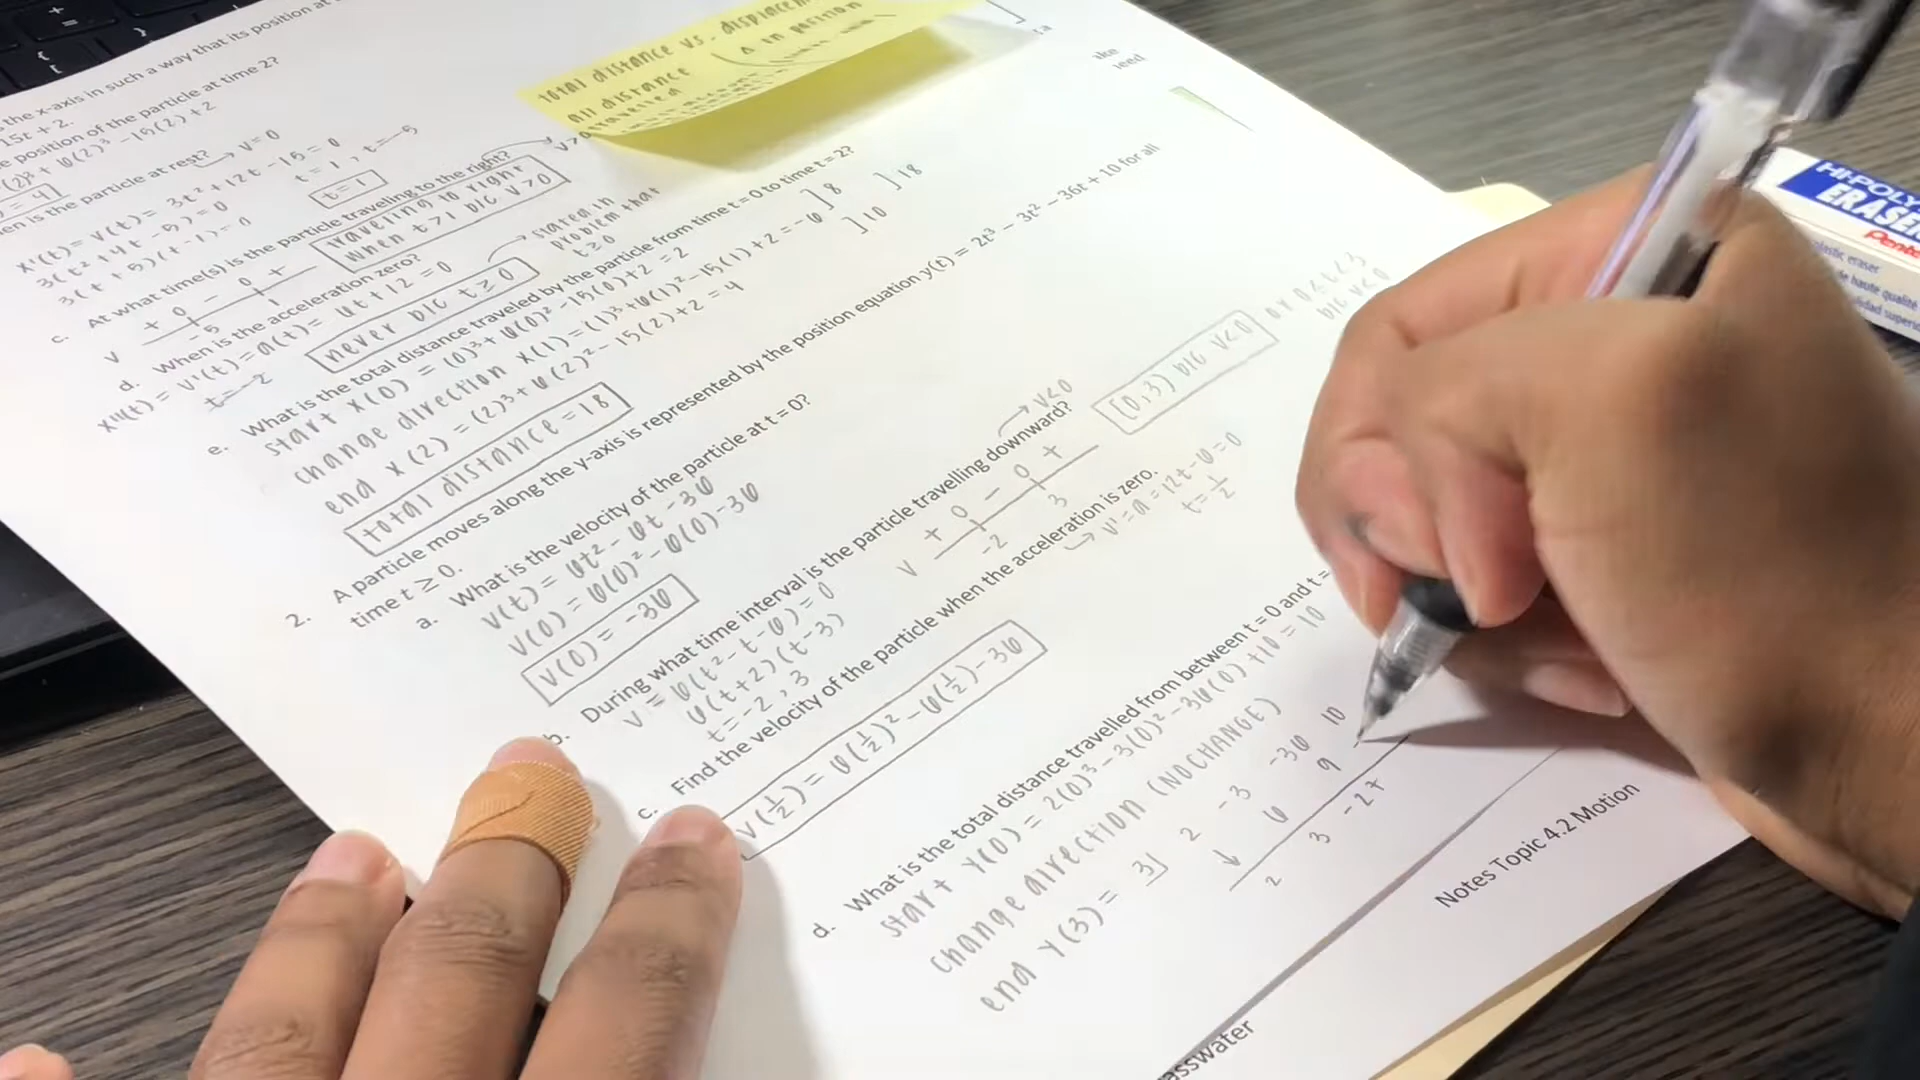 the x-axis in such a way that its position at
15t + 2.
e position of the particle at time 2?
(2)² + 6(2)³ - 15(2) + 2
= 4
en is the particle at rest? → v=0
x'(t) = v(t) = 3t² + 12t - 15 = 0
3(t² + 4t - 5) = 0
3(t + 5)(t - 1) = 0
t = 1, t = -5
t = 1
c. At what time(s) is the particle travelling to the right?
v + 0 - 0 +
-5 1
travelling to right
when t > 1 b/c v > 0
d. When is the acceleration zero?
x''(t) = v'(t) = a(t) = 6t + 12 = 0
t = -2
never b/c t ≥ 0
stated in
problem that
t ≥ 0
e. What is the total distance traveled by the particle from time t = 0 to time t = 2?
start x(0) = (0)³ + 6(0)² - 15(0) + 2 = 2
change direction x(1) = (1)³ + 6(1)² - 15(1) + 2 = -6
end x(2) = (2)³ + 6(2)² - 15(2) + 2 = 4
] 8
] 10
] 18
total distance = 18
total distance vs. displacem
all distance
travelled
Δ in position
2. A particle moves along the y-axis is represented by the position equation y(t) = 2t³ - 3t² - 36t + 10 for all
time t ≥ 0.
a. What is the velocity of the particle at t = 0?
v(t) = 6t² - 6t - 36
v(0) = 6(0)² - 6(0) - 36
v(0) = -36
b. During what time interval is the particle travelling downward?
→ v<0
v = 6(t² - t - 6) = 0
6(t+2)(t-3)
t = -2, 3
v + 0 - 0 +
-2 3
[0,3) b/c v<0
or 0 ≤ t < 3
b/c v<0
c. Find the velocity of the particle when the acceleration is zero.
→ v' = a = 12t - 6 = 0
t = 1/2
v(1/2) = 6(1/2)² - 6(1/2) - 36
d. What is the total distance travelled from between t = 0 and t =
start y(0) = 2(0)³ - 3(0)² - 36(0) + 10 = 10
change direction (NO CHANGE)
end y(3) = 3] 2 -3 -36 10
↓ 6 9
2 3 -27
Notes Topic 4.2 Motion
asswater
HI-POLY
ERASER
Pente
plastic eraser
de haute qualité